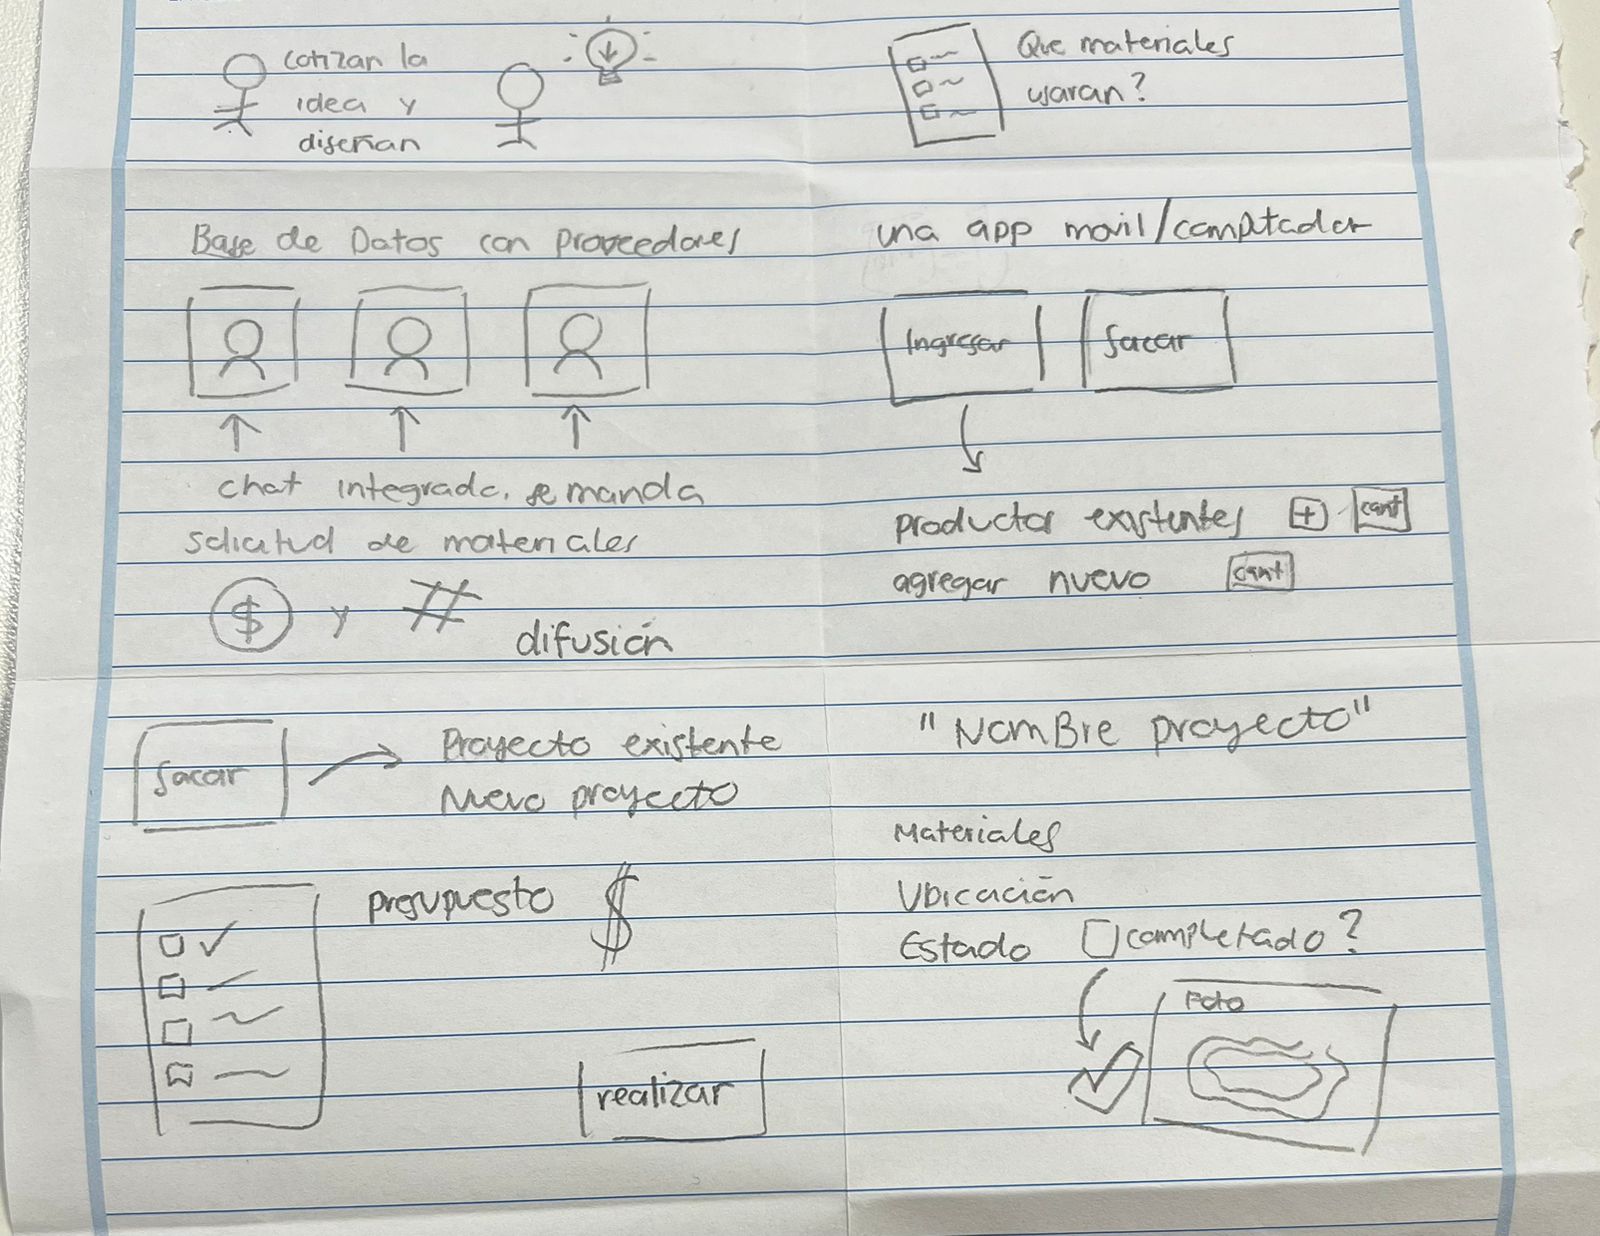 cotizan la
idea y
diseñan
Que materiales
usaran?
Base de Datos con proveedores
chat integrado, se manda
solicitud de materiales
$ y #
difusión
una app movil/computador
Ingresar
sacar
productos existentes + cant
agregar nuevo cant
sacar
Proyecto existente
Nuevo proyecto
presupuesto $
realizar
"NomBre proyecto"
Materiales
Ubicación
Estado completado?
Foto